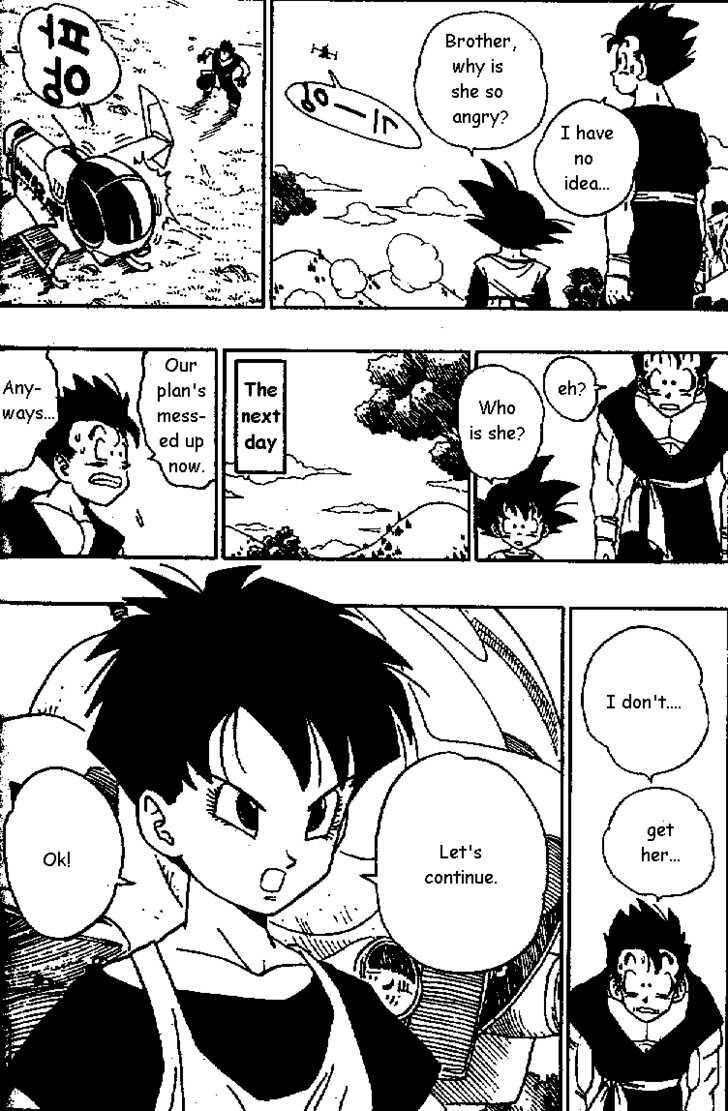 Brother,
why is
she so
angry?
I have
no
idea...
Any-
ways...
Our
plan's
mess-
ed up
now.
The
next
day
Who
is she?
eh?
Ok!
Let's
continue.
I don't....
get
her...